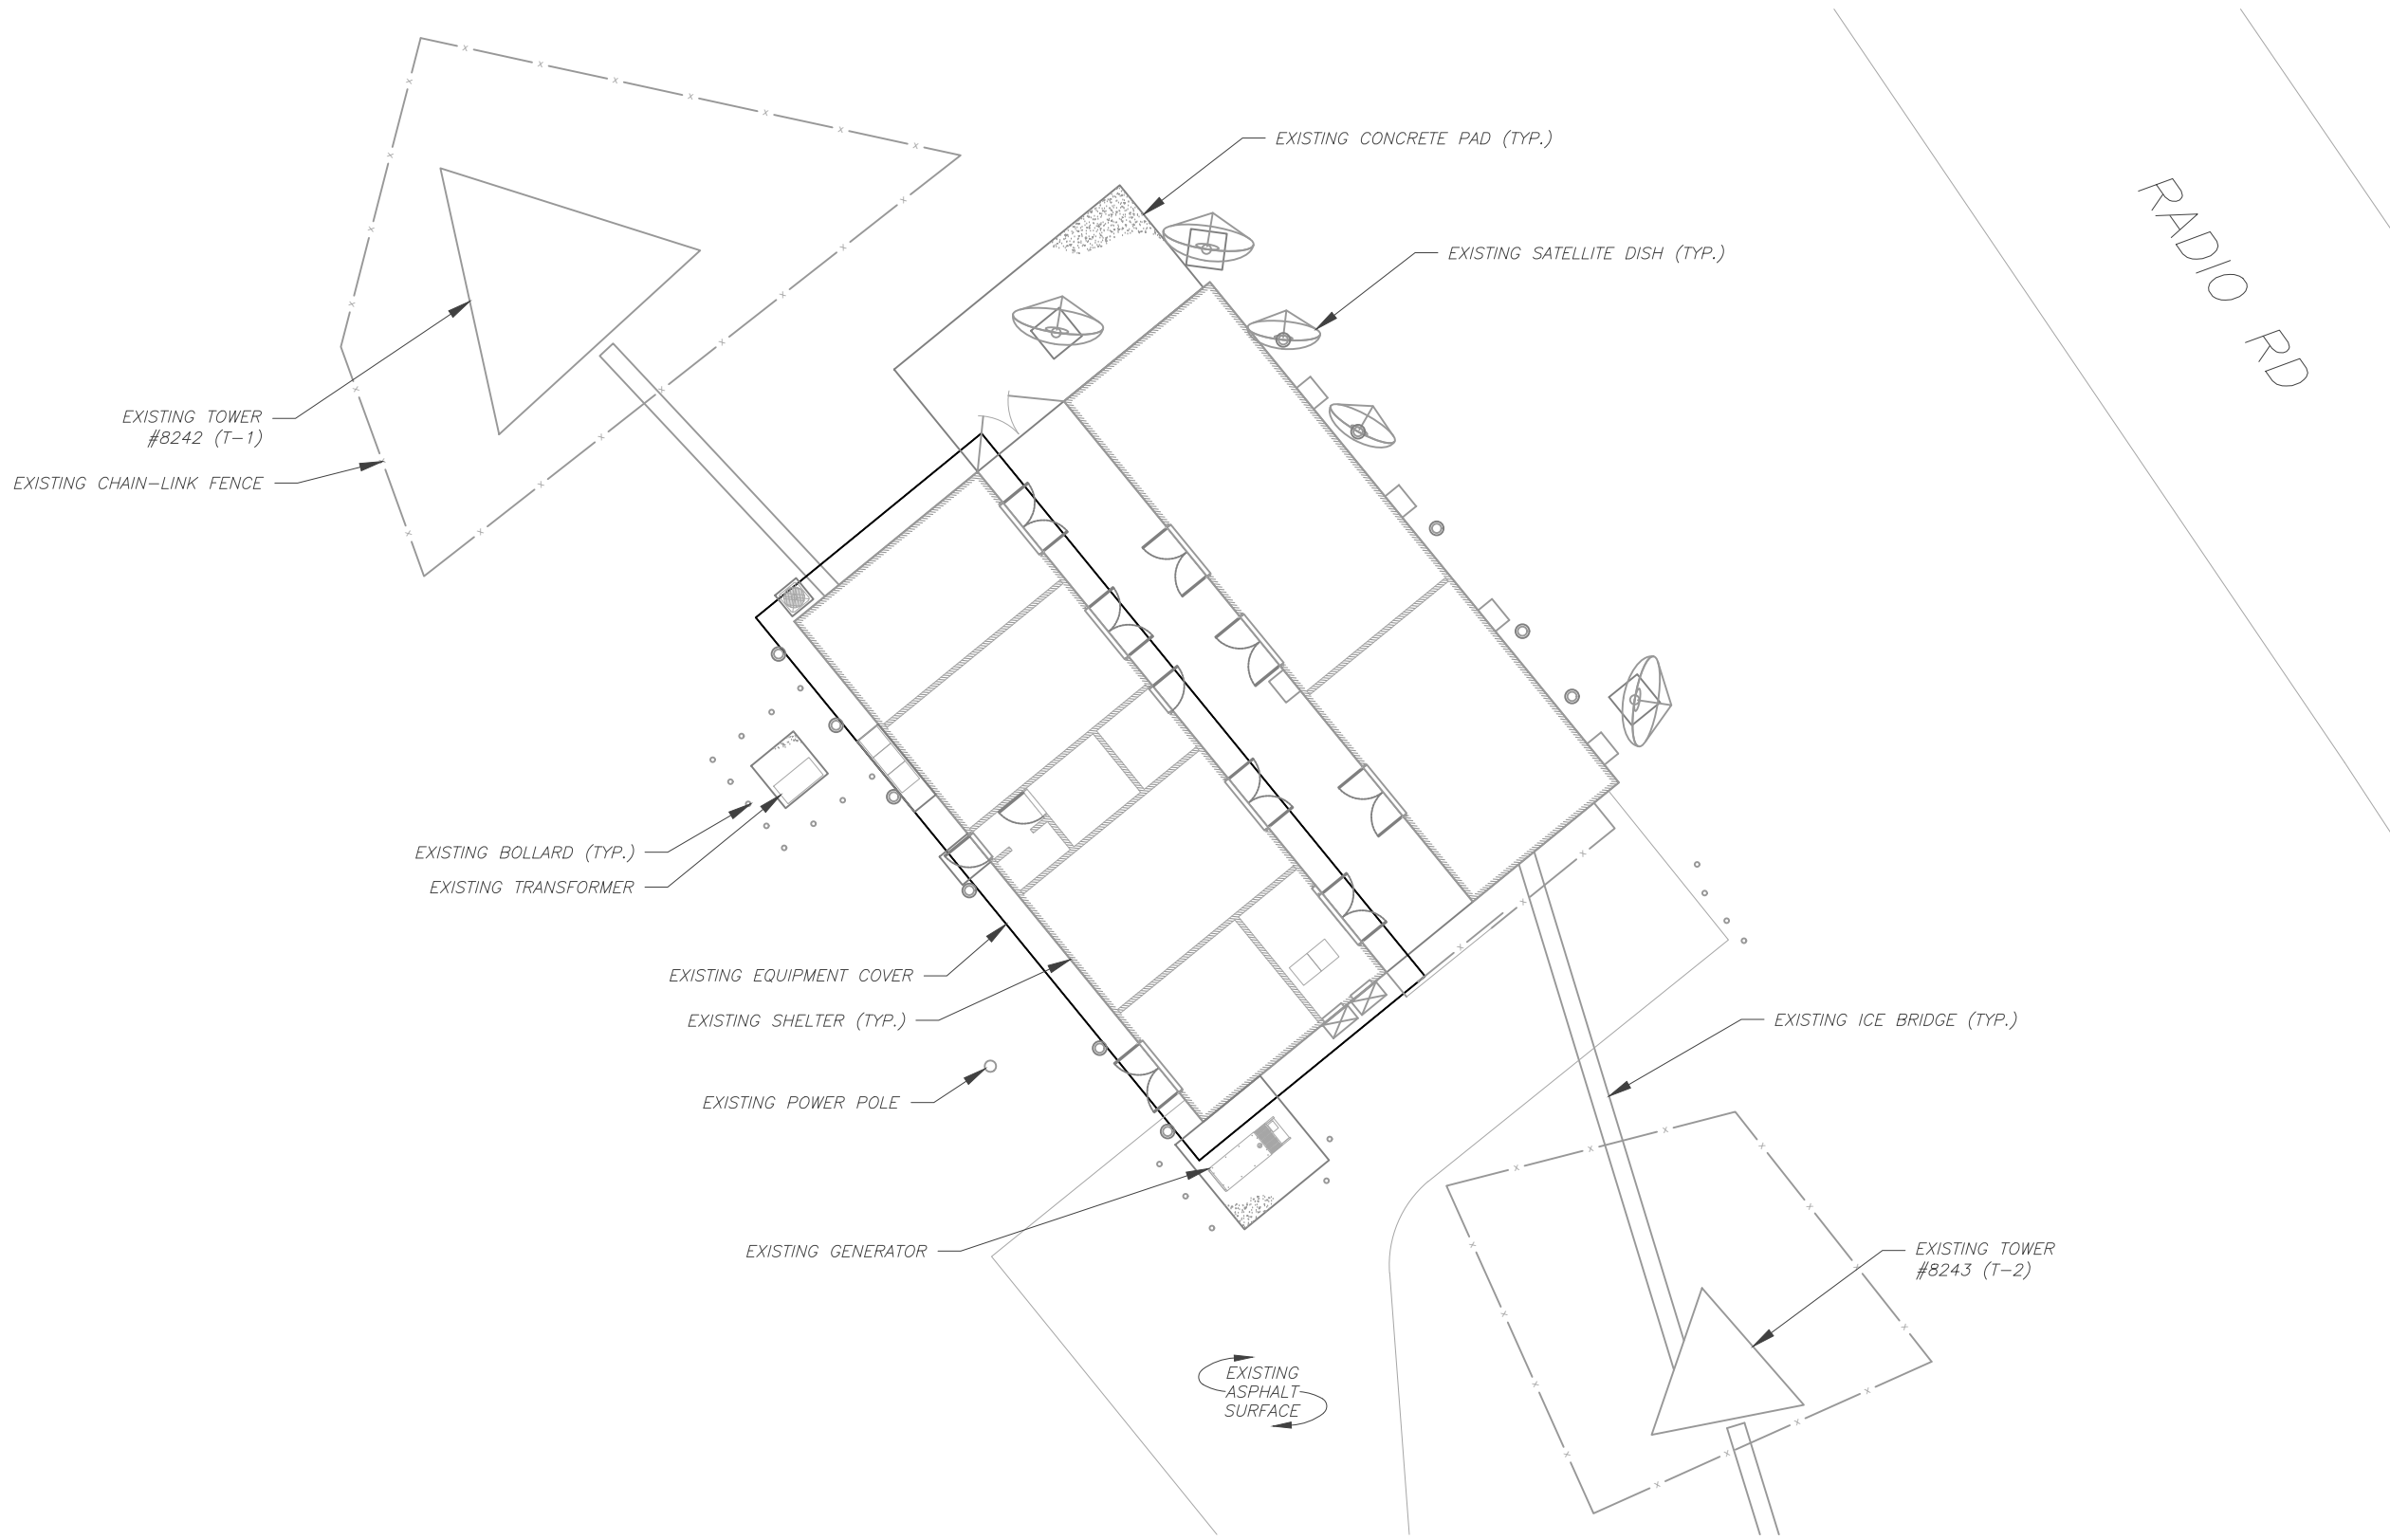 EXISTING CONCRETE PAD (TYP.)
EXISTING SATELLITE DISH (TYP.)
RADIO RD
EXISTING TOWER
#8242 (T-1)
EXISTING CHAIN-LINK FENCE
EXISTING BOLLARD (TYP.)
EXISTING TRANSFORMER
EXISTING EQUIPMENT COVER
EXISTING SHELTER (TYP.)
EXISTING POWER POLE
EXISTING ICE BRIDGE (TYP.)
EXISTING GENERATOR
EXISTING TOWER
#8243 (T-2)
EXISTING
ASPHALT
SURFACE